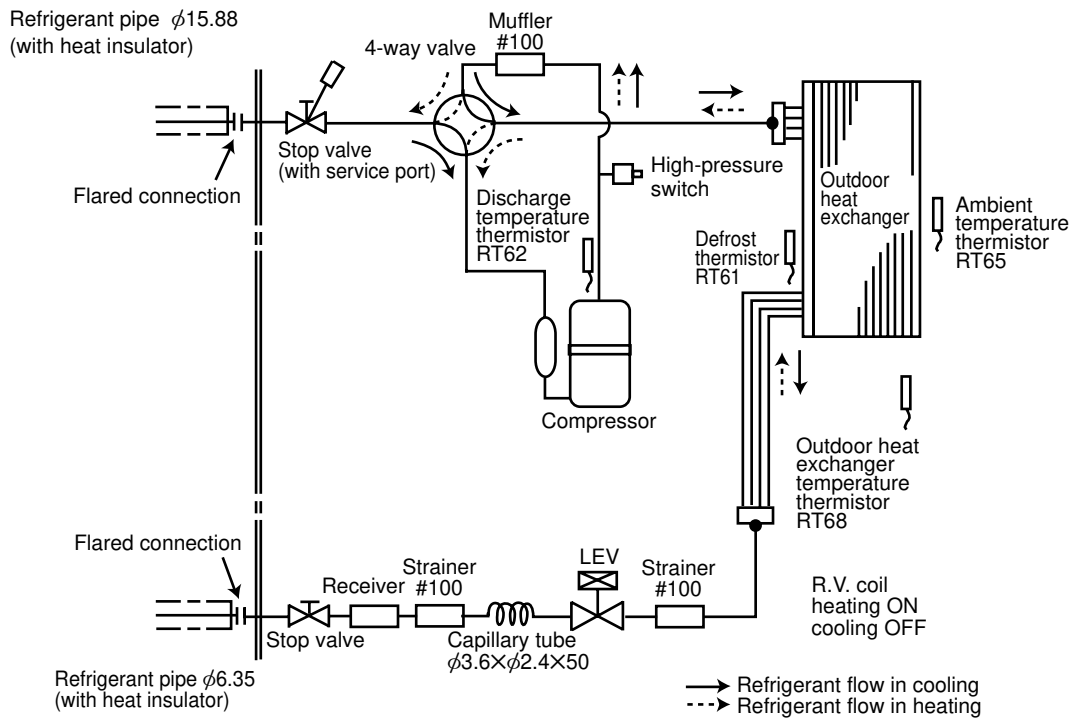 Refrigerant pipe φ15.88
(with heat insulator)
4-way valve
Muffler
#100
Stop valve
(with service port)
Flared connection
High-pressure
switch
Discharge
temperature
thermistor
RT62
Outdoor
heat
exchanger
Defrost
thermistor
RT61
Ambient
temperature
thermistor
RT65
Compressor
Outdoor heat
exchanger
temperature
thermistor
RT68
Flared connection
Receiver
Strainer
#100
LEV
Strainer
#100
R.V. coil
heating ON
cooling OFF
Stop valve
Capillary tube
φ3.6×φ2.4×50
Refrigerant pipe φ6.35
(with heat insulator)
Refrigerant flow in cooling
Refrigerant flow in heating